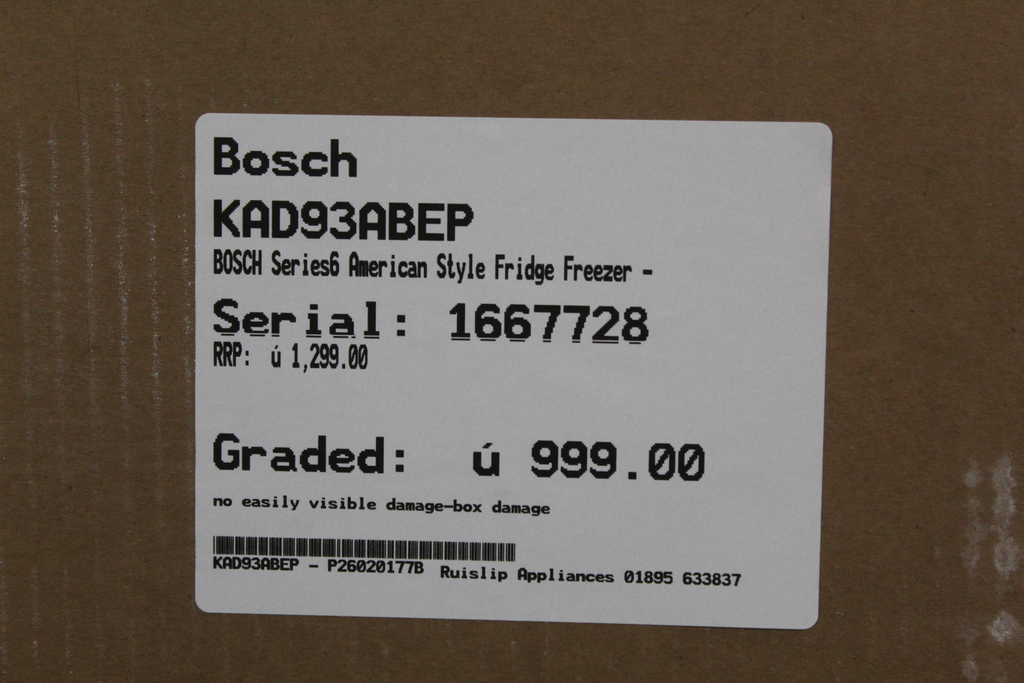 Bosch
KAD93ABEP
BOSCH Series6 American Style Fridge Freezer -
Serial: 1667728
RRP: ú 1,299.00
Graded: ú 999.00
no easily visible damage-box damage
KAD93ABEP - P26020177B Ruislip Appliances 01895 633837